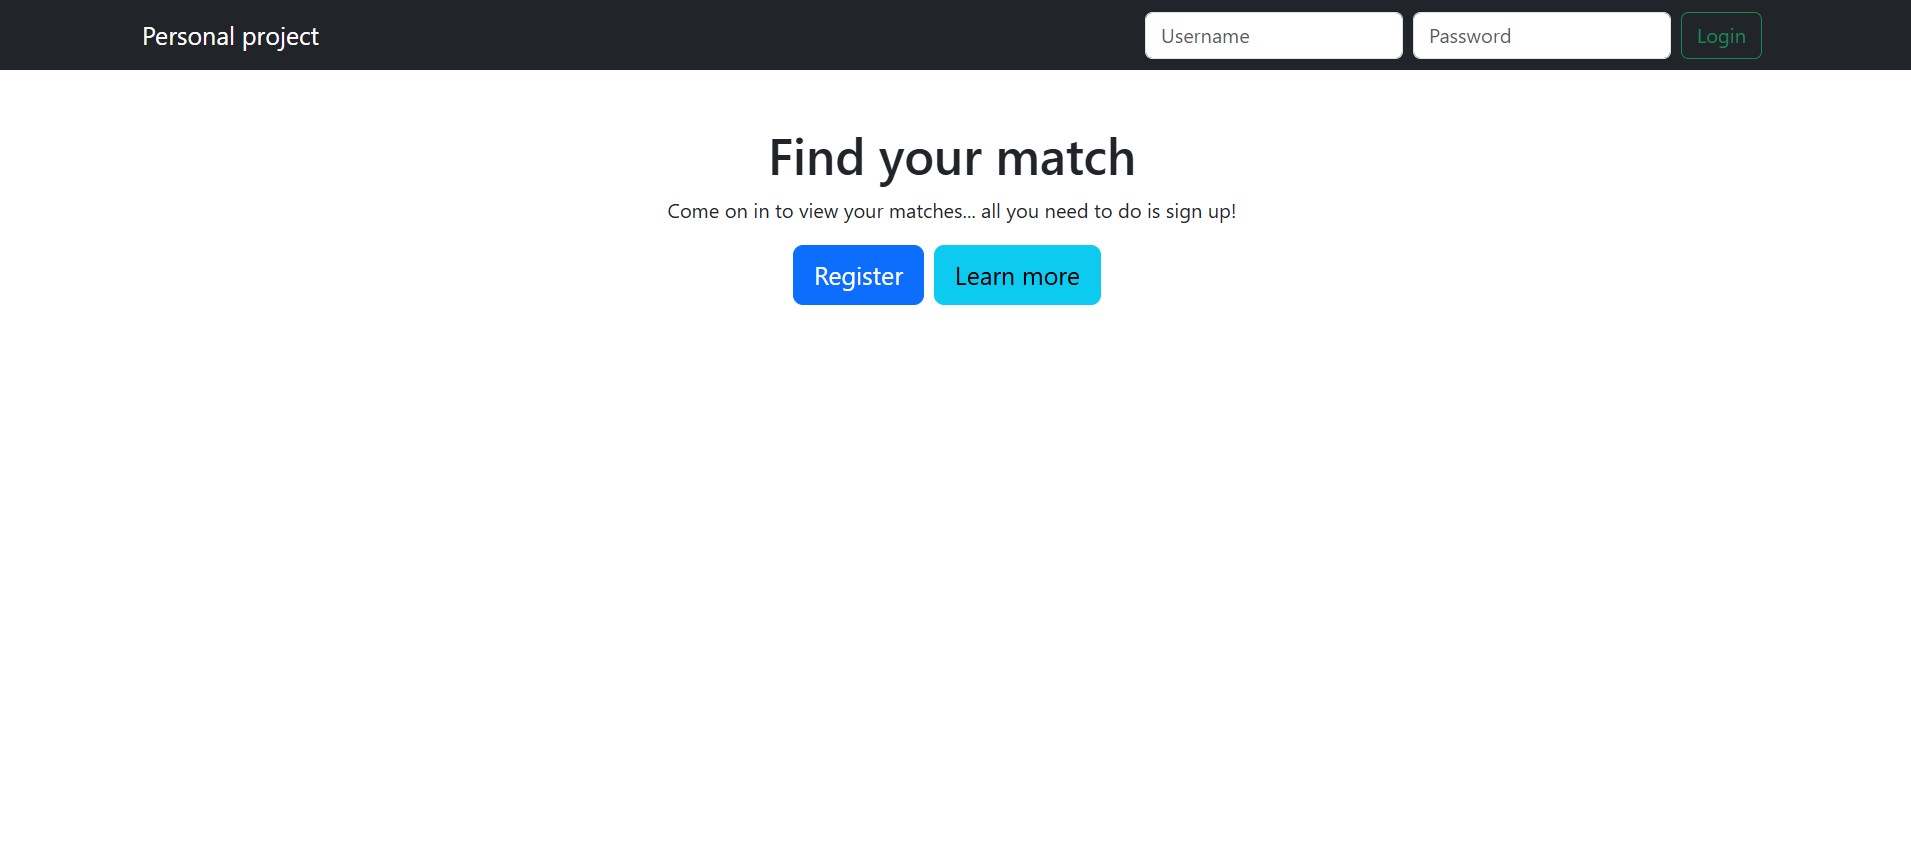 Personal project
Username
Password
Login
Find your match
Come on in to view your matches... all you need to do is sign up!
Register
Learn more